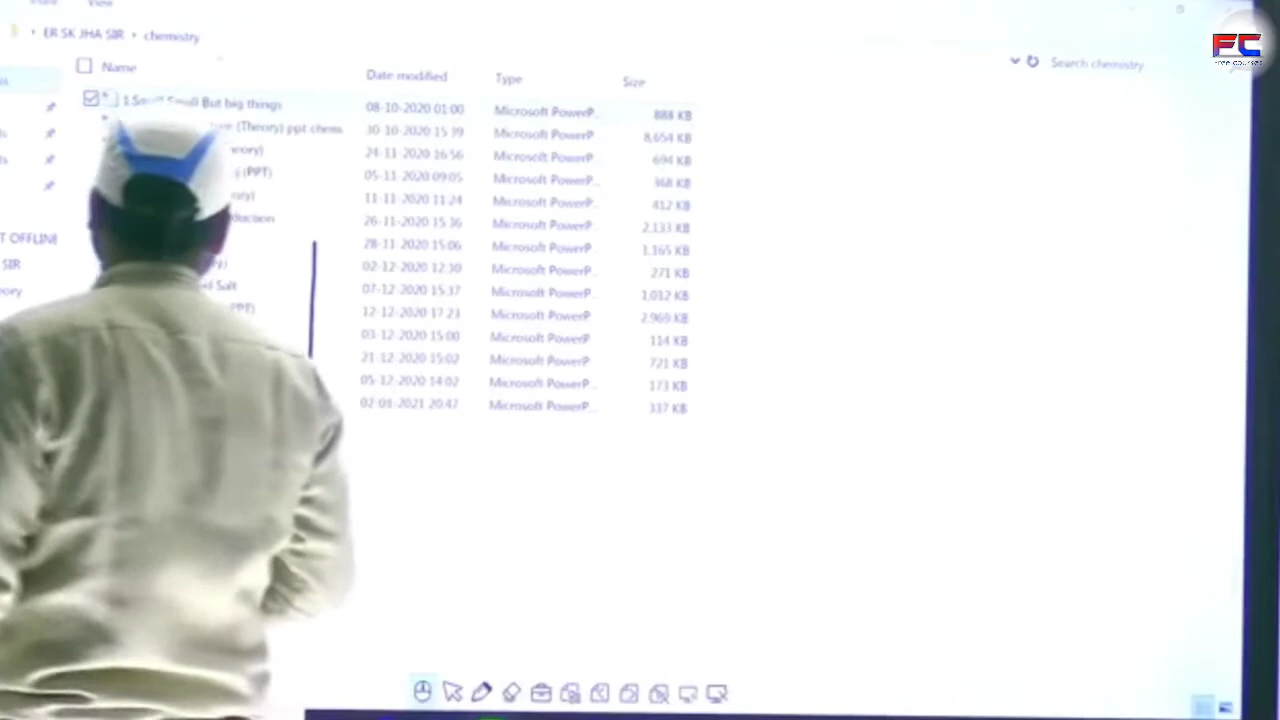 Share View
ER SK JHA SIR › chemistry
Search chemistry
Name Date modified Type Size
1 Small Small But big things 08-10-2020 01:00 Microsoft PowerP... 888 KB
(Theory) ppt chem 30-10-2020 15:39 Microsoft PowerP 8,654 KB
24-11-2020 16:56 Microsoft PowerP 694 KB
(PPT) 05-11-2020 09:05 Microsoft PowerP... 368 KB
11-11-2020 11:24 Microsoft PowerP... 412 KB
26-11-2020 15:36 Microsoft PowerP... 2,133 KB
28-11-2020 15:06 Microsoft PowerP 1,165 KB
02-12-2020 12:30 Microsoft PowerP 271 KB
Salt 07-12-2020 15:37 Microsoft PowerP... 1,012 KB
12-12-2020 17:23 Microsoft PowerP 2,969 KB
03-12-2020 15:00 Microsoft PowerP 114 KB
21-12-2020 15:02 Microsoft PowerP 721 KB
05-12-2020 14:02 Microsoft PowerP... 173 KB
02-01-2021 20:47 Microsoft PowerP... 337 KB
T OFFLINE
SIR
FC
Free courses